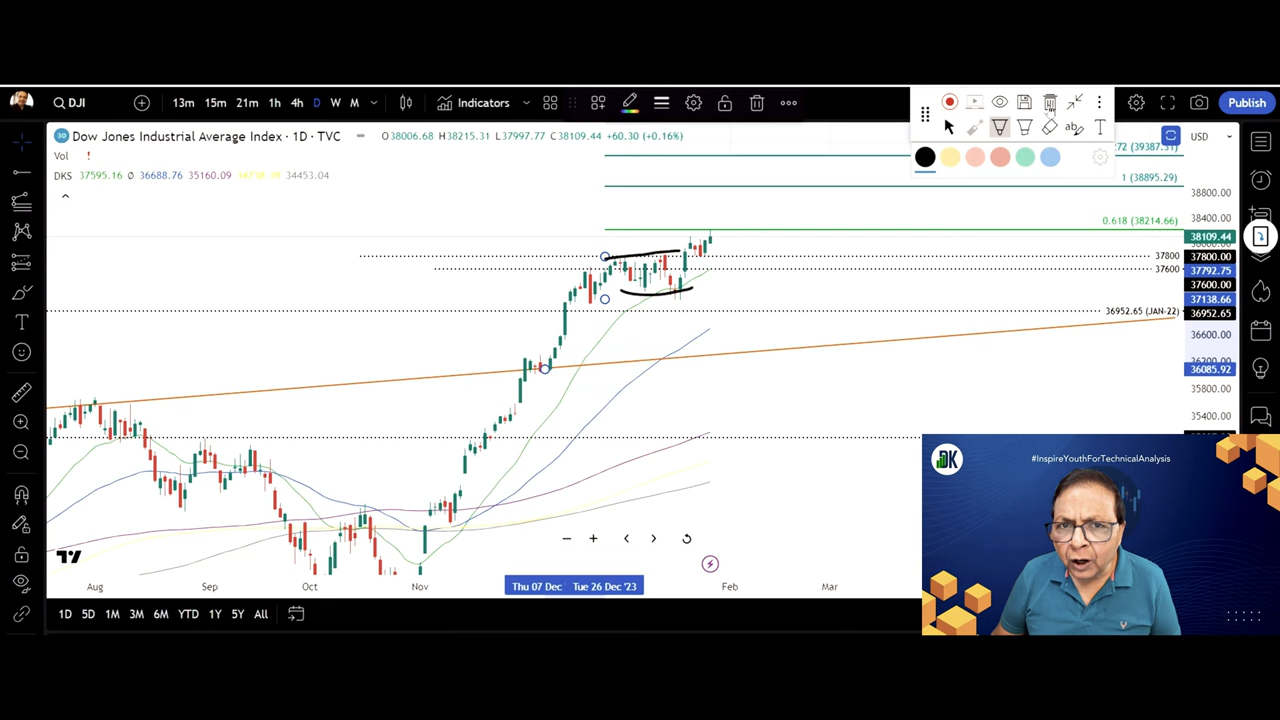 DJI
13m 15m 21m 1h 4h D W M
Indicators
Publish
Dow Jones Industrial Average Index · 1D · TVC
O38006.68 H38215.31 L37997.77 C38109.44 +60.30 (+0.16%)
USD
Vol !
DKS 37595.16 Ø 36688.76 35160.09 34453.04
1 (38895.29)
38800.00
38400.00
0.618 (38214.66)
38109.44
37800
37800.00
37600
37792.75
37600.00
37138.66
36952.65 (JAN-22)
36952.65
36600.00
36200.00
36085.92
35800.00
35400.00
DK
#InspireYouthForTechnicalAnalysis
Aug Sep Oct Nov Thu 07 Dec Tue 26 Dec '23 Feb Mar
1D 5D 1M 3M 6M YTD 1Y 5Y All